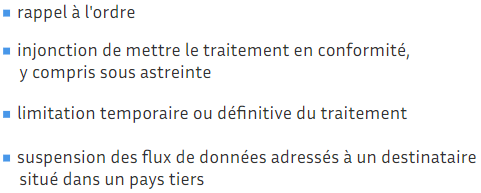 ▪ rappel à l'ordre
▪ injonction de mettre le traitement en conformité,
y compris sous astreinte
▪ limitation temporaire ou définitive du traitement
▪ suspension des flux de données adressés à un destinataire
situé dans un pays tiers